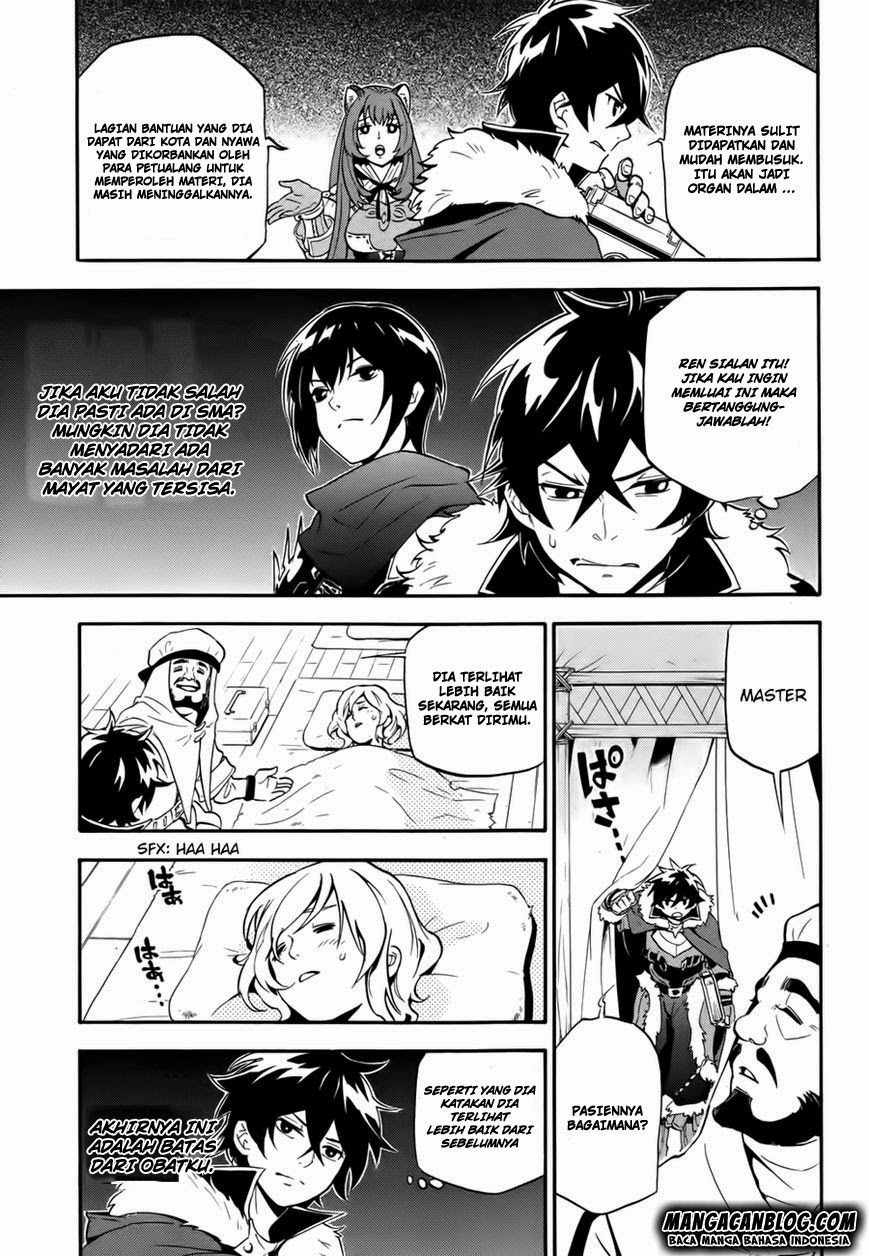 MATERINYA SULIT
DIDAPATKAN DAN
MUDAH MEMBUSUK.
ITU AKAN JADI
ORGAN DALAM ...
LAGIAN BANTUAN YANG DIA
DAPAT DARI KOTA DAN NYAWA
YANG DIKORBANKAN OLEH
PARA PETUALANG UNTUK
MEMPEROLEH MATERI, DIA
MASIH MENINGGALKANNYA.
REN SIALAN ITU!
JIKA KAU INGIN
MEMLUAI INI MAKA
BERTANGGUNG-
JAWABLAH!
JIKA AKU TIDAK SALAH
DIA PASTI ADA DI SMA?
MUNGKIN DIA TIDAK
MENYADARI ADA
BANYAK MASALAH DARI
MAYAT YANG TERSISA.
MASTER
ぱさ…
PASIENNYA
BAGAIMANA?
DIA TERLIHAT
LEBIH BAIK
SEKARANG, SEMUA
BERKAT DIRIMU.
SFX: HAA HAA
はぁ
はぁ…
SEPERTI YANG DIA
KATAKAN DIA
TERLIHAT
LEBIH BAIK DARI
SEBELUMNYA
AKHIRNYA INI
ADALAH BATAS
DARI OBATKU.
MANGACANBLOG.COM
BACA MANGA BAHASA INDONESIA